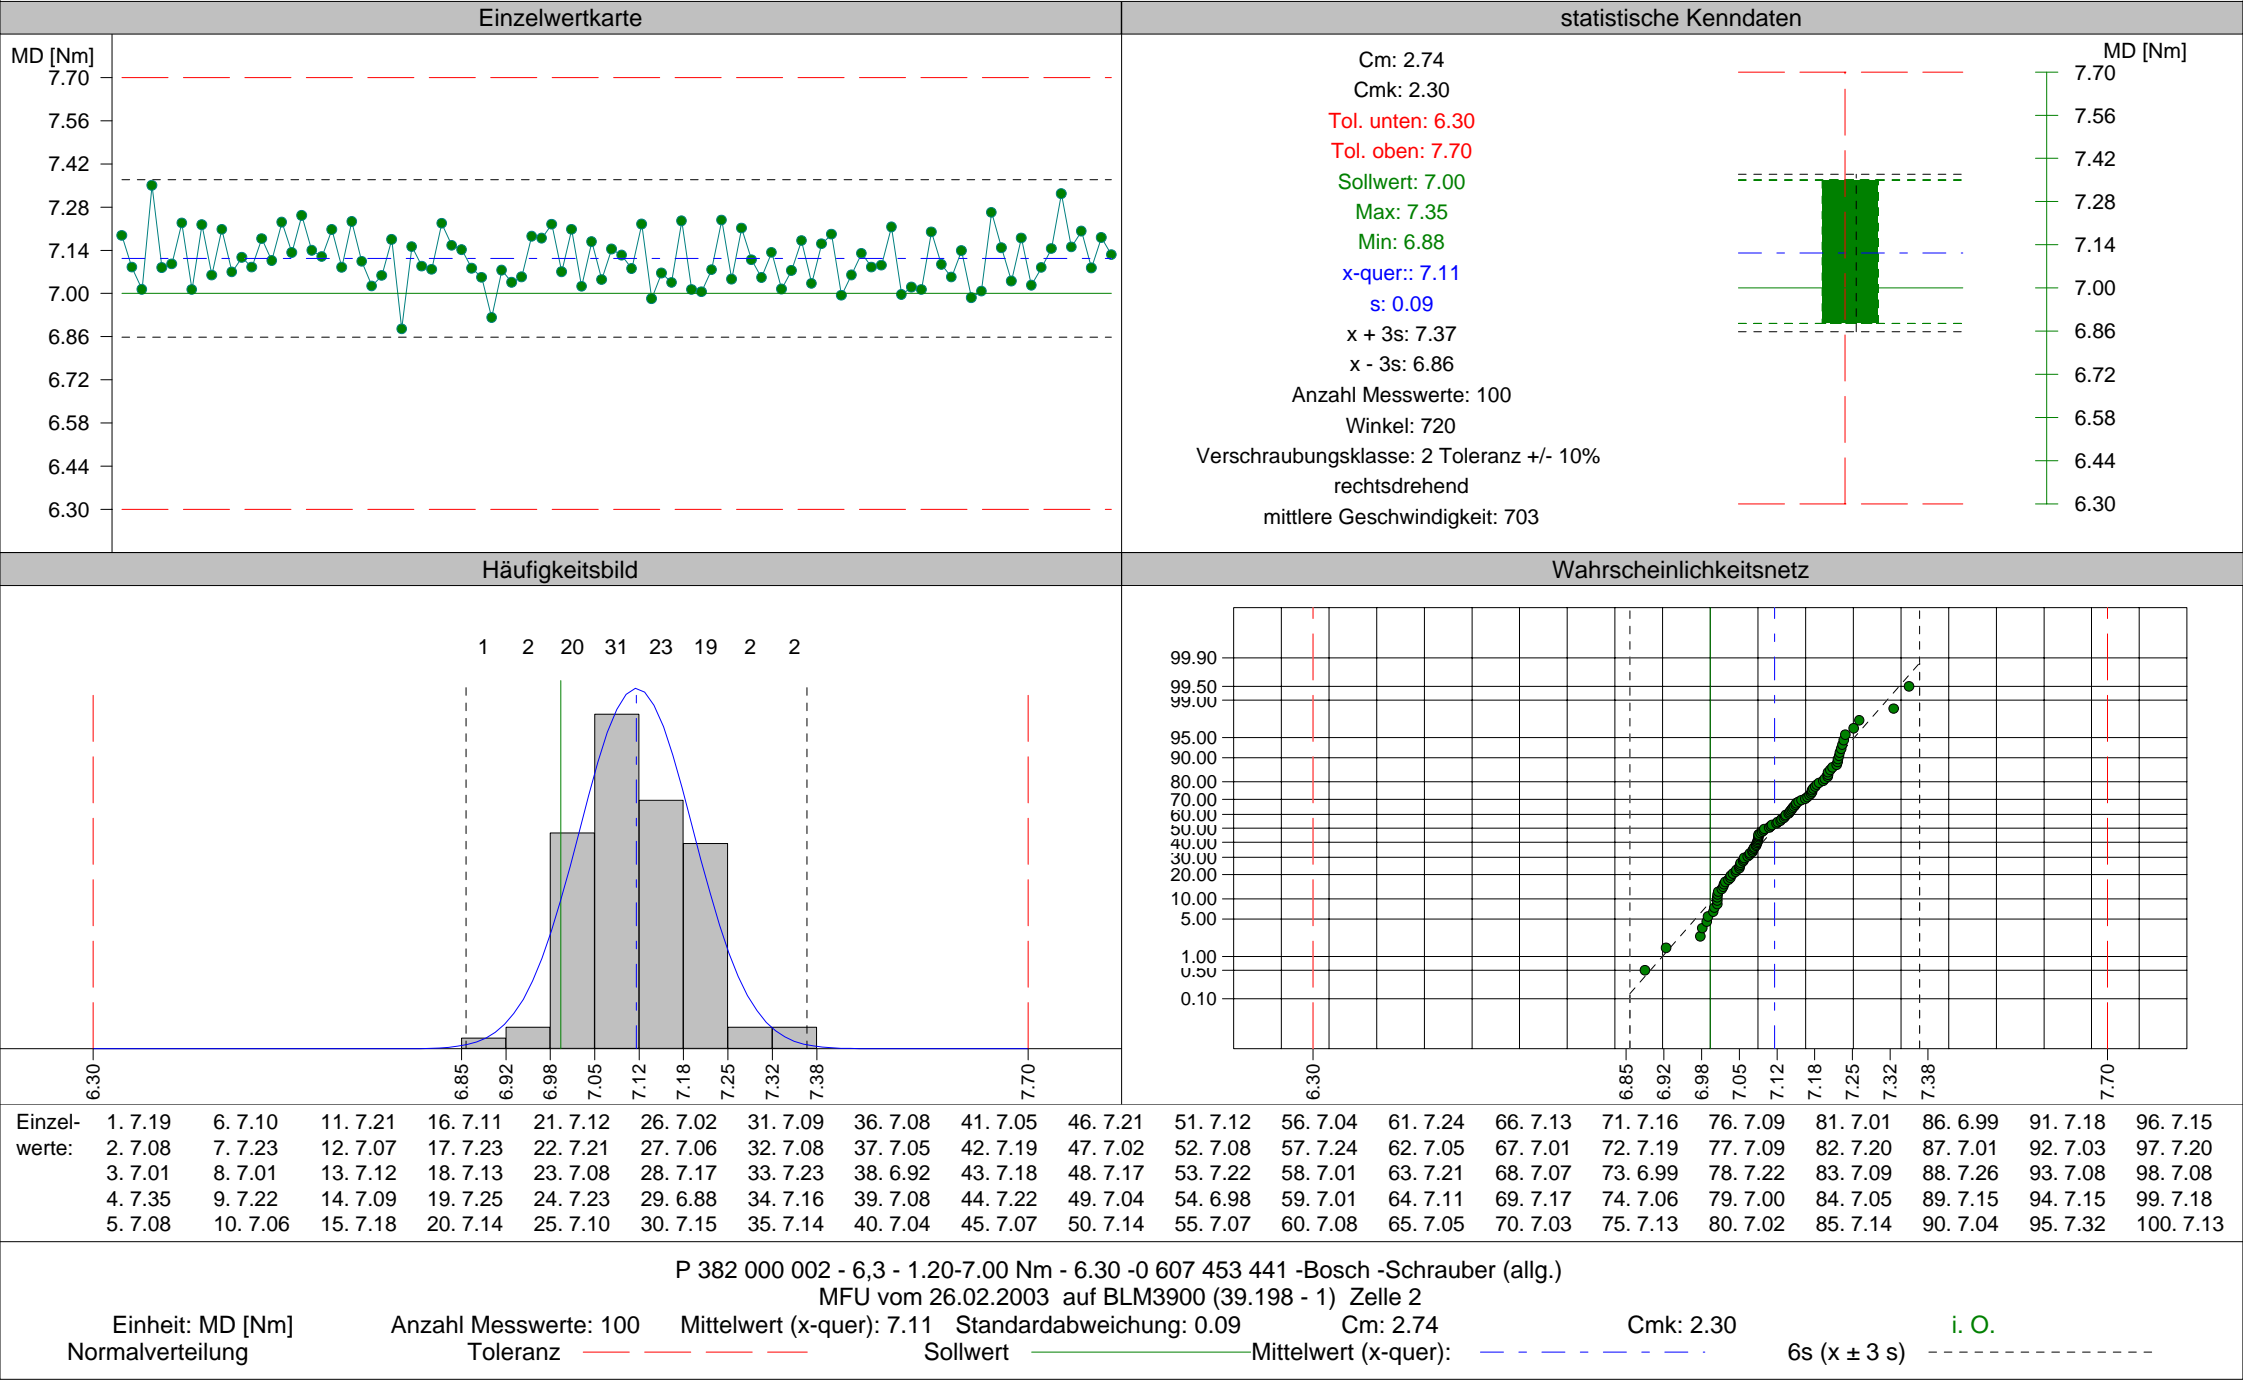 Einzelwertkarte
MD [Nm]
7.70
7.56
7.42
7.28
7.14
7.00
6.86
6.72
6.58
6.44
6.30
statistische Kenndaten
Cm: 2.74
Cmk: 2.30
Tol. unten: 6.30
Tol. oben: 7.70
Sollwert: 7.00
Max: 7.35
Min: 6.88
x-quer:: 7.11
s: 0.09
x + 3s: 7.37
x - 3s: 6.86
Anzahl Messwerte: 100
Winkel: 720
Verschraubungsklasse: 2 Toleranz +/- 10%
rechtsdrehend
mittlere Geschwindigkeit: 703
MD [Nm]
7.70
7.56
7.42
7.28
7.14
7.00
6.86
6.72
6.58
6.44
6.30
Häufigkeitsbild
1 2 20 31 23 19 2 2
6.30 6.85 6.92 6.98 7.05 7.12 7.18 7.25 7.32 7.38 7.70
Wahrscheinlichkeitsnetz
99.90
99.50
99.00
95.00
90.00
80.00
70.00
60.00
50.00
40.00
30.00
20.00
10.00
5.00
1.00
0.50
0.10
6.30 6.85 6.92 6.98 7.05 7.12 7.18 7.25 7.32 7.38 7.70
Einzel- 1. 7.19 6. 7.10 11. 7.21 16. 7.11 21. 7.12 26. 7.02 31. 7.09 36. 7.08 41. 7.05 46. 7.21 51. 7.12 56. 7.04 61. 7.24 66. 7.13 71. 7.16 76. 7.09 81. 7.01 86. 6.99 91. 7.18 96. 7.15
werte: 2. 7.08 7. 7.23 12. 7.07 17. 7.23 22. 7.21 27. 7.06 32. 7.08 37. 7.05 42. 7.19 47. 7.02 52. 7.08 57. 7.24 62. 7.05 67. 7.01 72. 7.19 77. 7.09 82. 7.20 87. 7.01 92. 7.03 97. 7.20
3. 7.01 8. 7.01 13. 7.12 18. 7.13 23. 7.08 28. 7.17 33. 7.23 38. 6.92 43. 7.18 48. 7.17 53. 7.22 58. 7.01 63. 7.21 68. 7.07 73. 6.99 78. 7.22 83. 7.09 88. 7.26 93. 7.08 98. 7.08
4. 7.35 9. 7.22 14. 7.09 19. 7.25 24. 7.23 29. 6.88 34. 7.16 39. 7.08 44. 7.22 49. 7.04 54. 6.98 59. 7.01 64. 7.11 69. 7.17 74. 7.06 79. 7.00 84. 7.05 89. 7.15 94. 7.15 99. 7.18
5. 7.08 10. 7.06 15. 7.18 20. 7.14 25. 7.10 30. 7.15 35. 7.14 40. 7.04 45. 7.07 50. 7.14 55. 7.07 60. 7.08 65. 7.05 70. 7.03 75. 7.13 80. 7.02 85. 7.14 90. 7.04 95. 7.32 100. 7.13
P 382 000 002 - 6,3 - 1.20-7.00 Nm - 6.30 -0 607 453 441 -Bosch -Schrauber (allg.)
MFU vom 26.02.2003 auf BLM3900 (39.198 - 1) Zelle 2
Einheit: MD [Nm] Anzahl Messwerte: 100 Mittelwert (x-quer): 7.11 Standardabweichung: 0.09 Cm: 2.74 Cmk: 2.30 i. O.
Normalverteilung Toleranz Sollwert Mittelwert (x-quer): 6s (x ± 3 s)